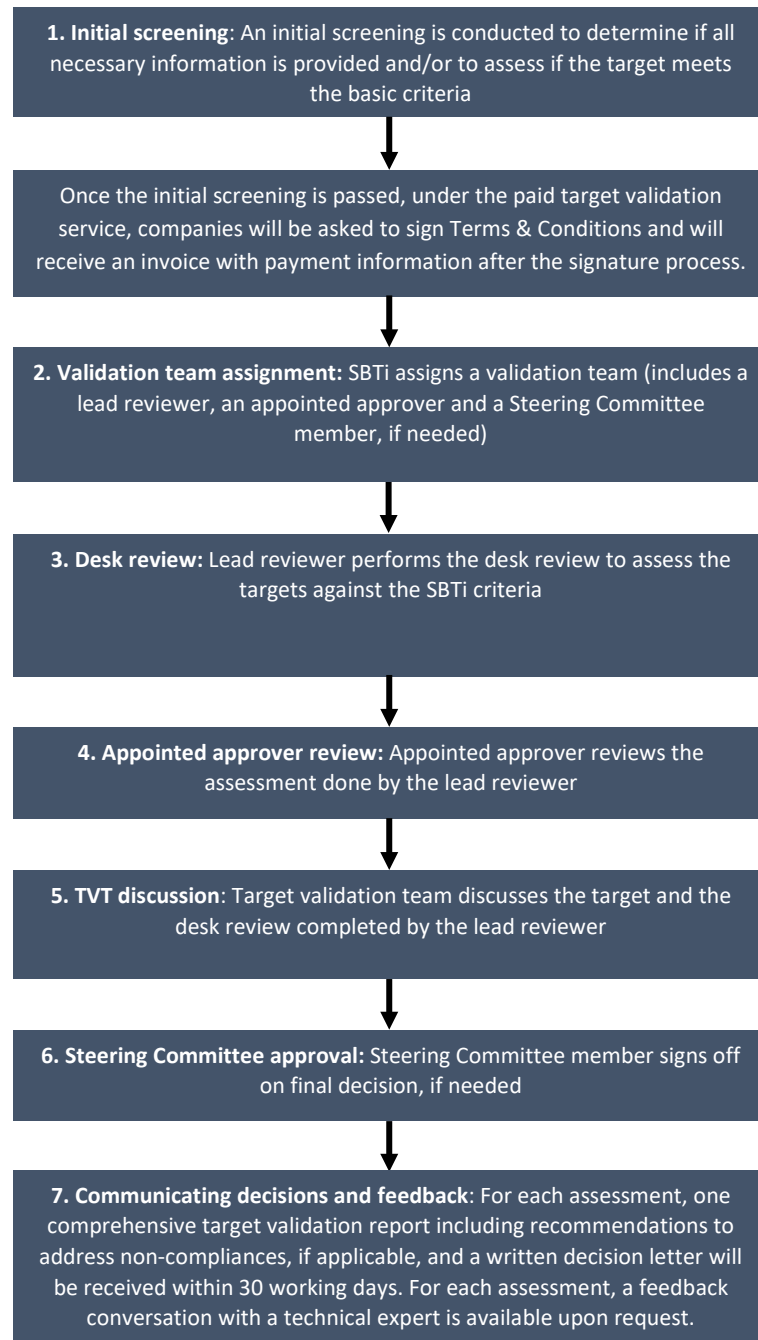 1. Initial screening: An initial screening is conducted to determine if all
necessary information is provided and/or to assess if the target meets
the basic criteria
Once the initial screening is passed, under the paid target validation
service, companies will be asked to sign Terms & Conditions and will
receive an invoice with payment information after the signature process.
2. Validation team assignment: SBTi assigns a validation team (includes a
lead reviewer, an appointed approver and a Steering Committee
member, if needed)
3. Desk review: Lead reviewer performs the desk review to assess the
targets against the SBTi criteria
4. Appointed approver review: Appointed approver reviews the
assessment done by the lead reviewer
5. TVT discussion: Target validation team discusses the target and the
desk review completed by the lead reviewer
6. Steering Committee approval: Steering Committee member signs off
on final decision, if needed
7. Communicating decisions and feedback: For each assessment, one
comprehensive target validation report including recommendations to
address non-compliances, if applicable, and a written decision letter will
be received within 30 working days. For each assessment, a feedback
conversation with a technical expert is available upon request.